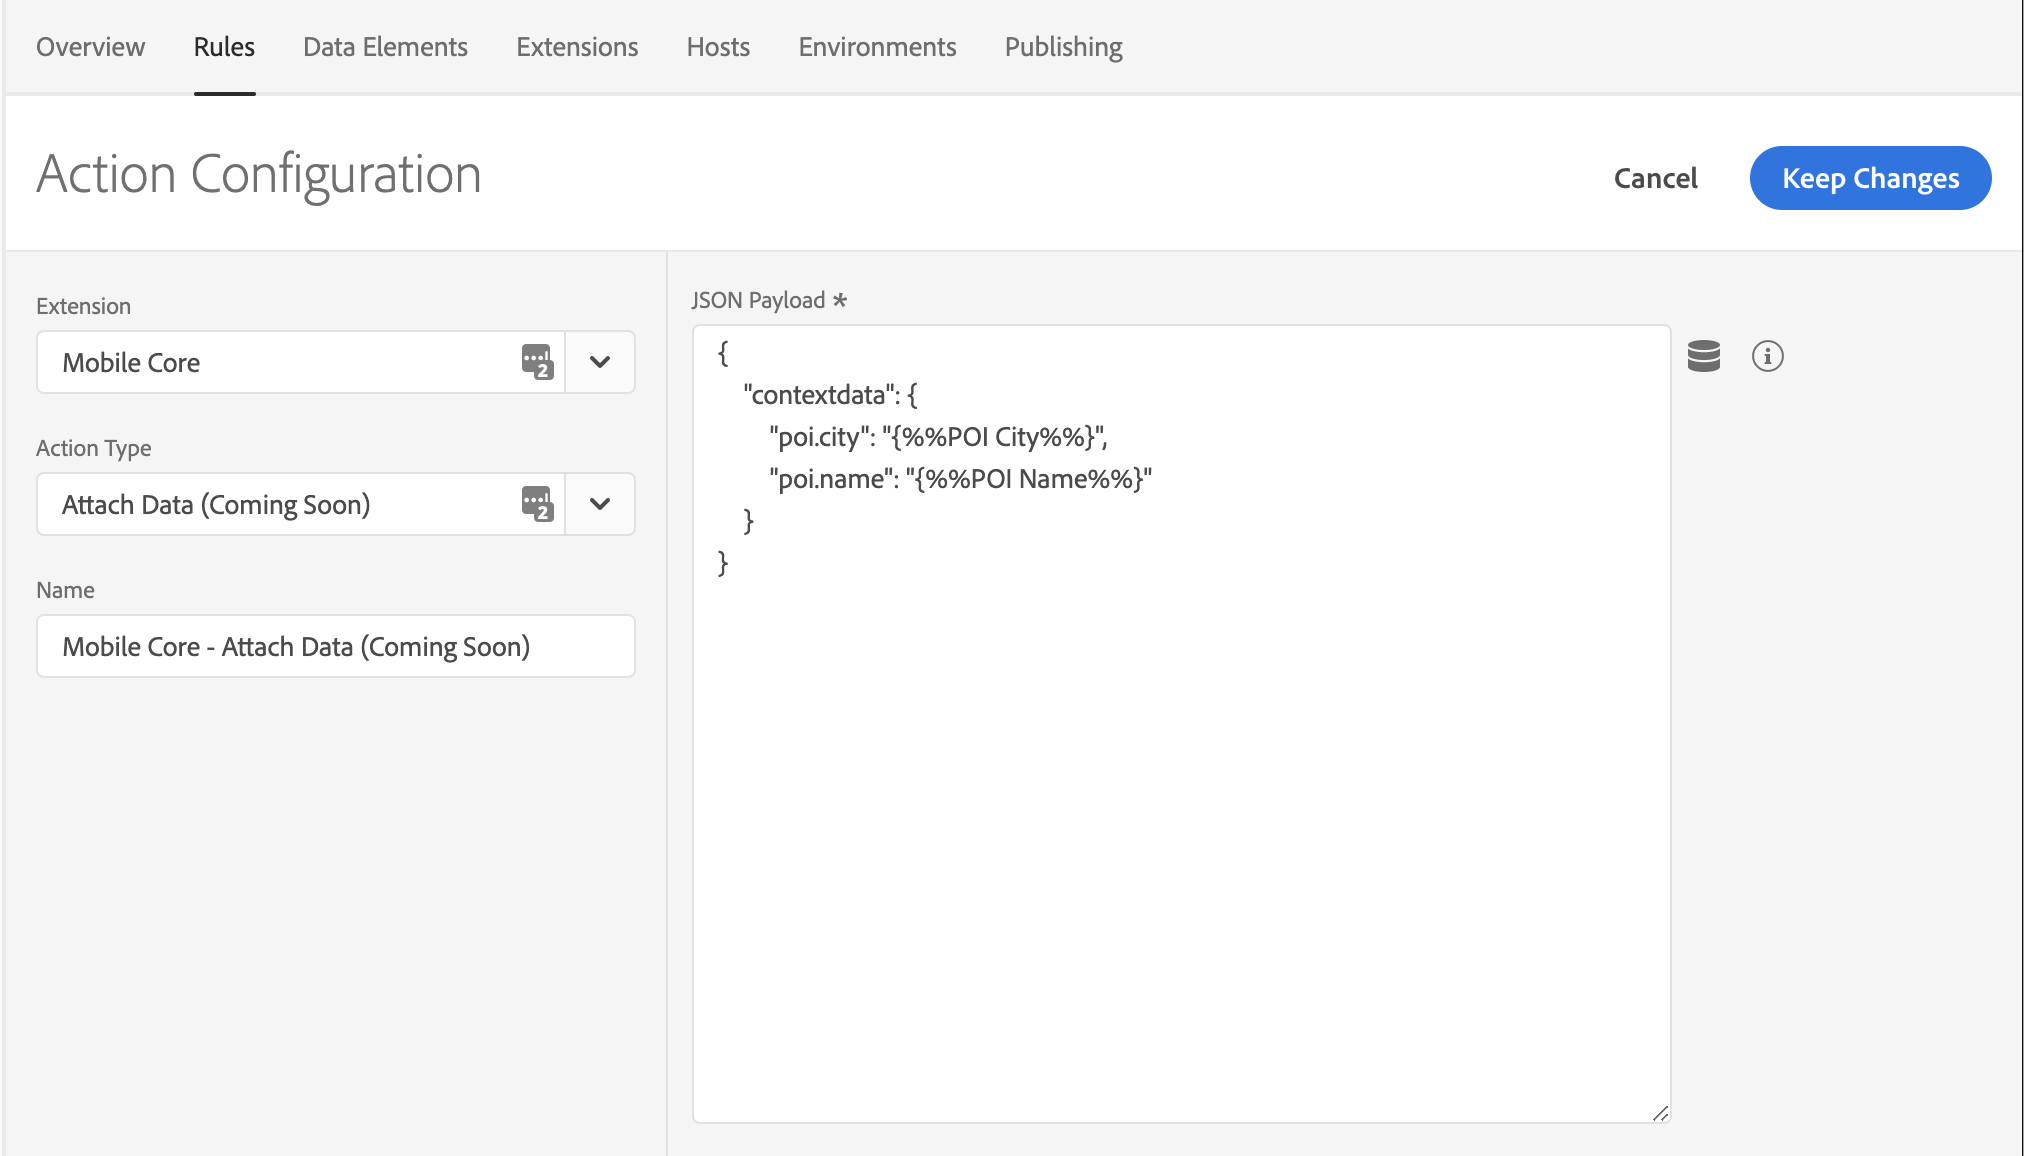 Overview Rules Data Elements Extensions Hosts Environments Publishing
Action Configuration
Cancel Keep Changes
Extension
Mobile Core
2
Action Type
Attach Data (Coming Soon)
2
Name
Mobile Core - Attach Data (Coming Soon)
JSON Payload *
{
"contextdata": {
"poi.city": "{%%POI City%%}",
"poi.name": "{%%POI Name%%}"
}
}